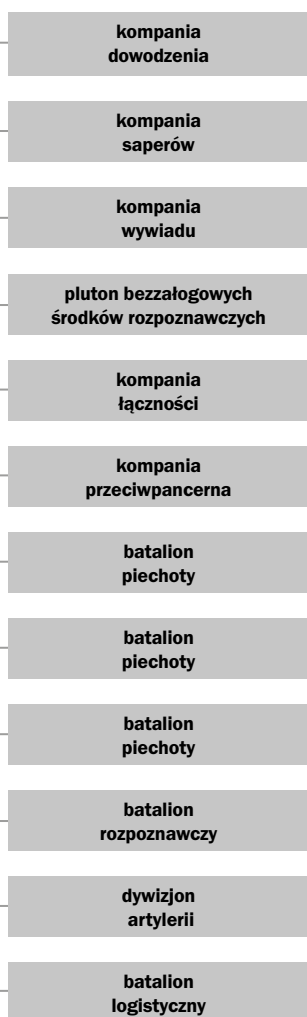 kompania
dowodzenia
kompania
saperów
kompania
wywiadu
pluton bezzałogowych
środków rozpoznawczych
kompania
łączności
kompania
przeciwpancerna
batalion
piechoty
batalion
piechoty
batalion
piechoty
batalion
rozpoznawczy
dywizjon
artylerii
batalion
logistyczny